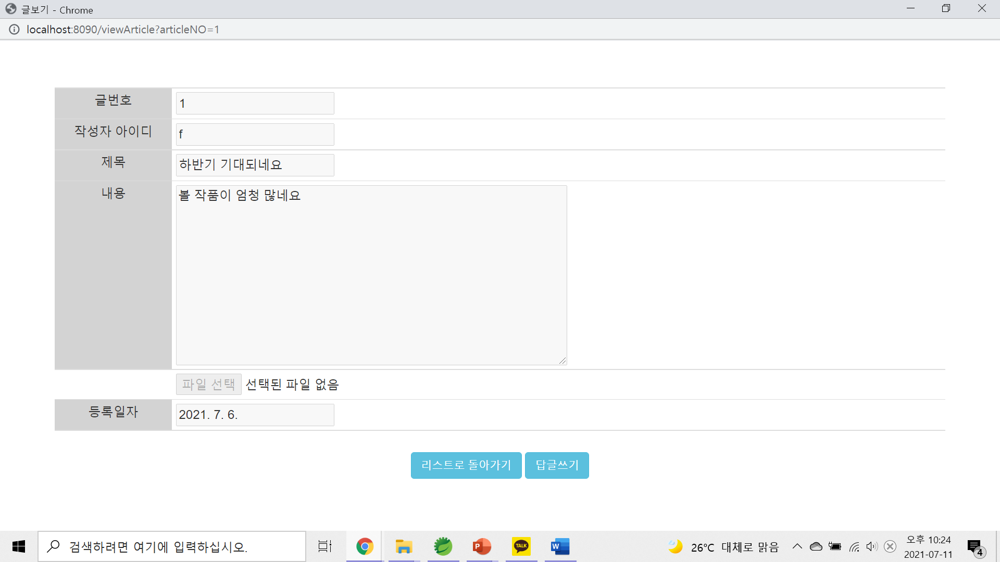 글보기 - Chrome
localhost:8090/viewArticle?articleNO=1
글번호 1
작성자 아이디 f
제목 하반기 기대되네요
내용 볼 작품이 엄청 많네요
파일 선택 선택된 파일 없음
등록일자 2021. 7. 6.
리스트로 돌아가기 답글쓰기
검색하려면 여기에 입력하십시오.
P
TALK
W
26°C 대체로 맑음
오후 10:24
2021-07-11
4